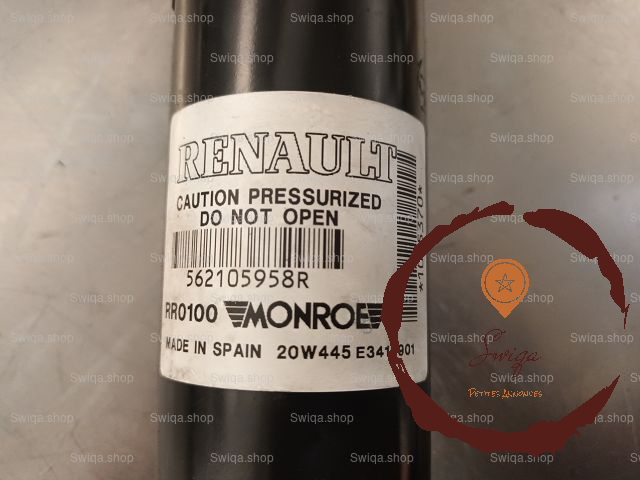 RENAULT
CAUTION PRESSURIZED
DO NOT OPEN
562105958R
RR0100 MONROE
MADE IN SPAIN 20W445
Swiqa
PETITES ANNONCES
Swiqa.shop